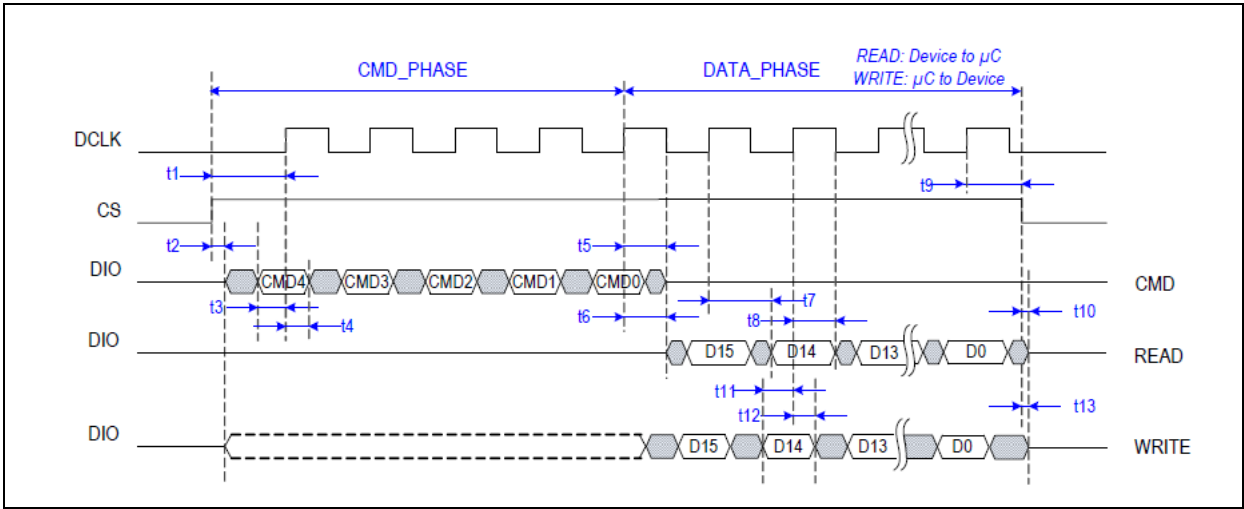 CMD_PHASE DATA_PHASE READ: Device to µC
WRITE: µC to Device
DCLK
t1 t9
CS
t2 t5
DIO CMD4 CMD3 CMD2 CMD1 CMD0 CMD
t3 t4 t6 t7 t8 t10
DIO D15 D14 D13 D0 READ
t11 t12 t13
DIO D15 D14 D13 D0 WRITE